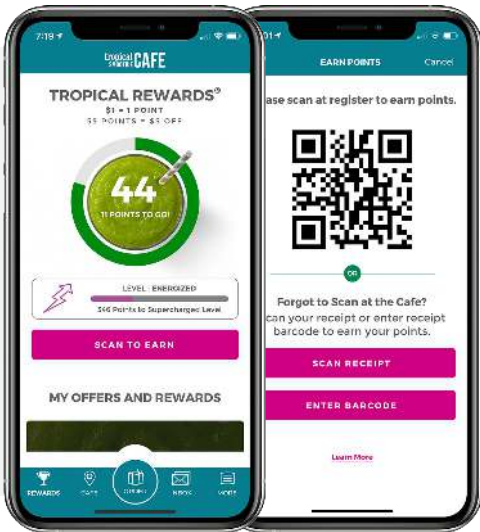 7:19
tropical
SMOOTHIE CAFE
TROPICAL REWARDS®
$1 = 1 POINT
55 POINTS = $5 OFF
44
11 POINTS TO GO!
LEVEL: ENERGIZED
346 Points to Supercharged Level
SCAN TO EARN
MY OFFERS AND REWARDS
REWARDS
CAFE
ORDER
INBOX
MORE
:01
EARN POINTS
Cancel
ase scan at register to earn points.
OR
Forgot to Scan at the Cafe?
can your receipt or enter receipt
barcode to earn your points.
SCAN RECEIPT
ENTER BARCODE
Learn More